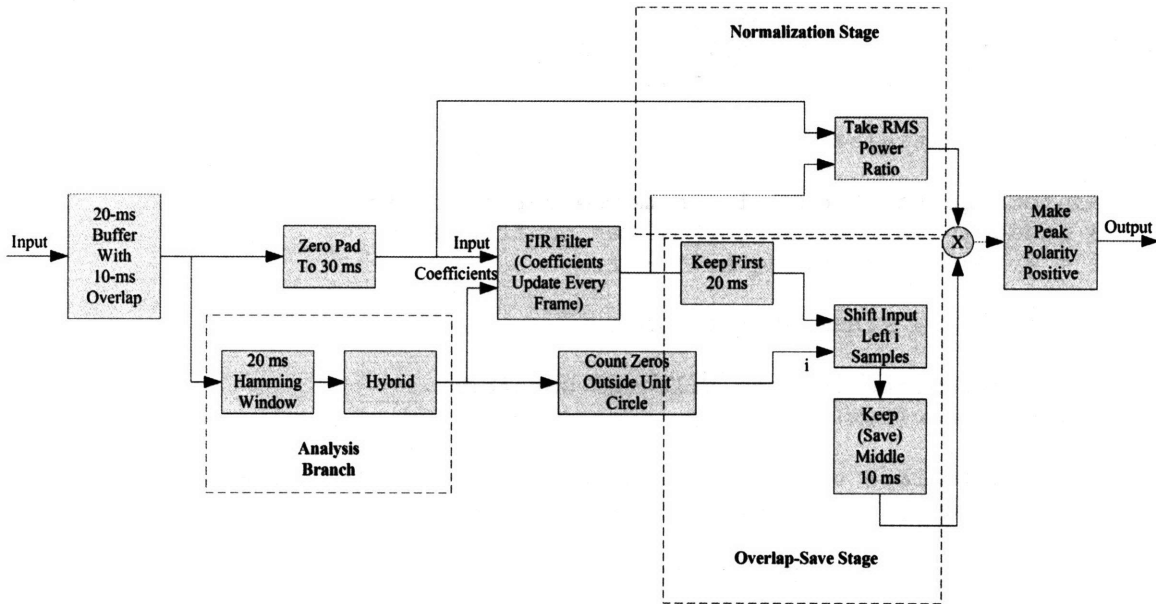 Normalization Stage
Take RMS
Power
Ratio
Input
20-ms
Buffer
With
10-ms
Overlap
Zero Pad
To 30 ms
Input
Coefficients
FIR Filter
(Coefficients
Update Every
Frame)
Keep First
20 ms
X
Make
Peak
Polarity
Positive
Output
20 ms
Hamming
Window
Hybrid
Analysis
Branch
Count Zeros
Outside Unit
Circle
i
Shift Input
Left i
Samples
Keep
(Save)
Middle
10 ms
Overlap-Save Stage